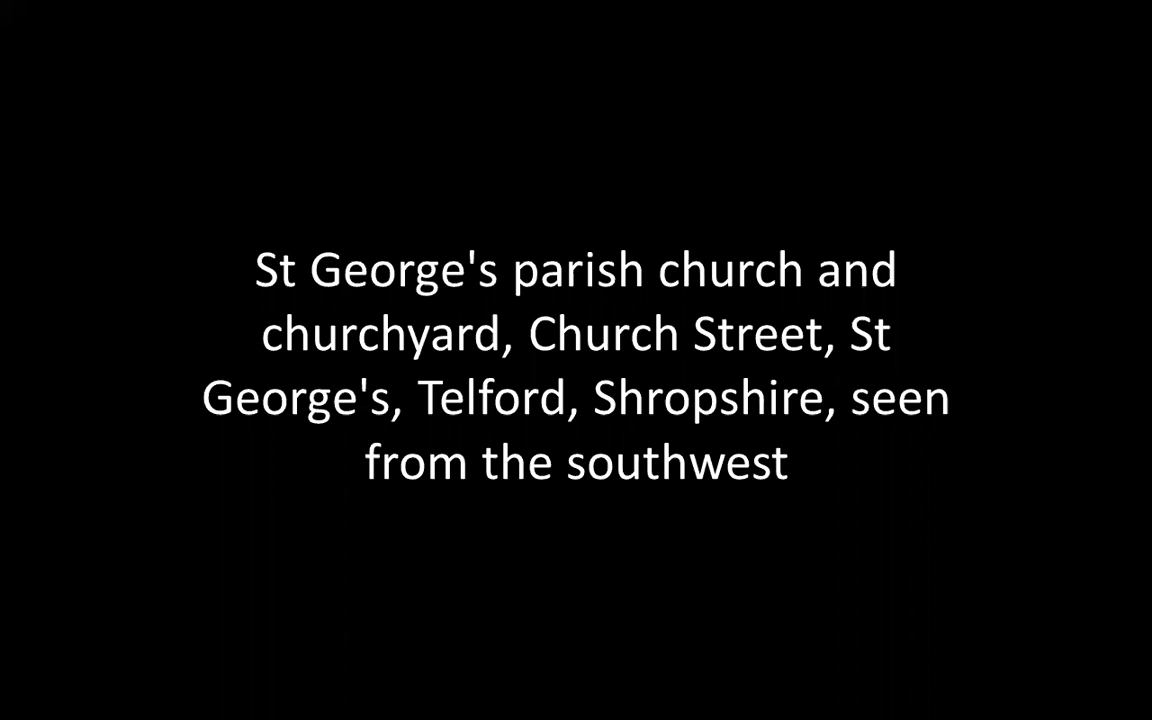 St George's parish church and
churchyard, Church Street, St
George's, Telford, Shropshire, seen
from the southwest